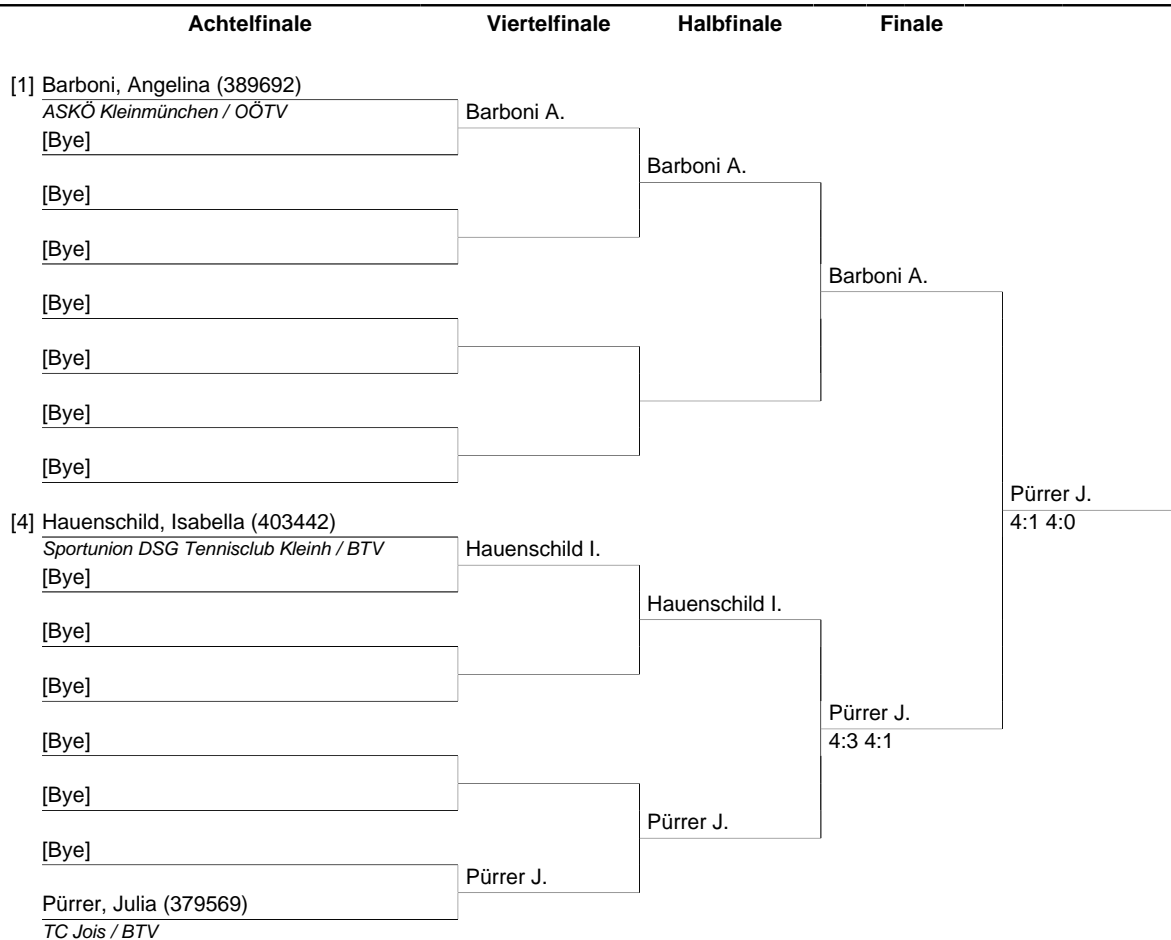 Achtelfinale Viertelfinale Halbfinale Finale
[1] Barboni, Angelina (389692)
ASKÖ Kleinmünchen / OÖTV Barboni A.
[Bye]
Barboni A.
[Bye]
[Bye]
Barboni A.
[Bye]
[Bye]
[Bye]
[Bye]
Pürrer J.
[4] Hauenschild, Isabella (403442) 4:1 4:0
Sportunion DSG Tennisclub Kleinh / BTV Hauenschild I.
[Bye]
Hauenschild I.
[Bye]
[Bye]
Pürrer J.
[Bye] 4:3 4:1
[Bye]
Pürrer J.
[Bye]
Pürrer J.
Pürrer, Julia (379569)
TC Jois / BTV